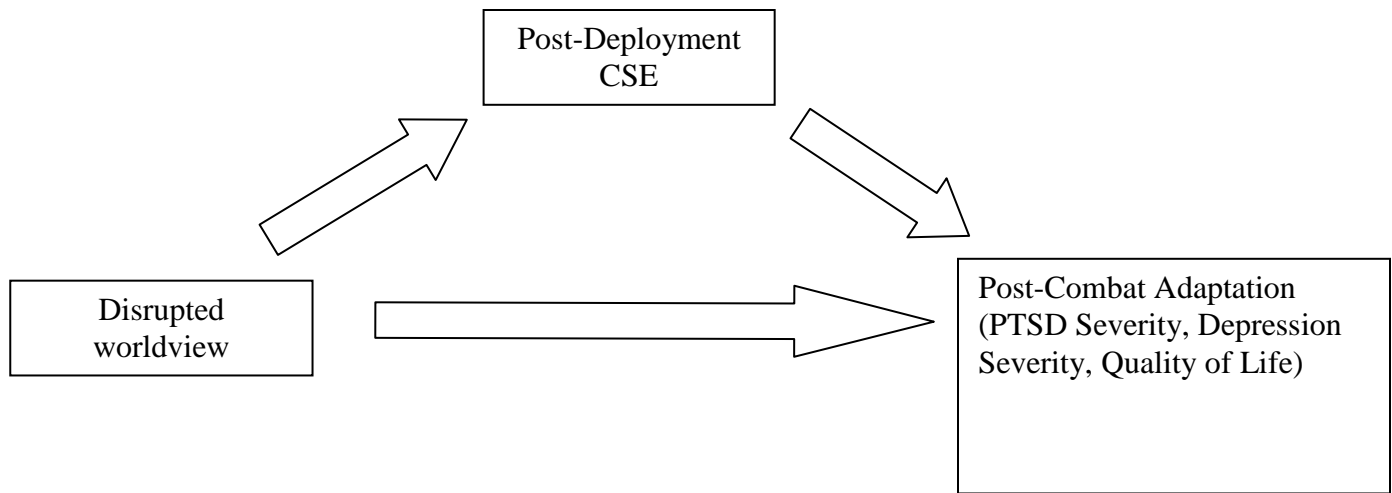 Post-Deployment
CSE
Disrupted
worldview
Post-Combat Adaptation
(PTSD Severity, Depression
Severity, Quality of Life)